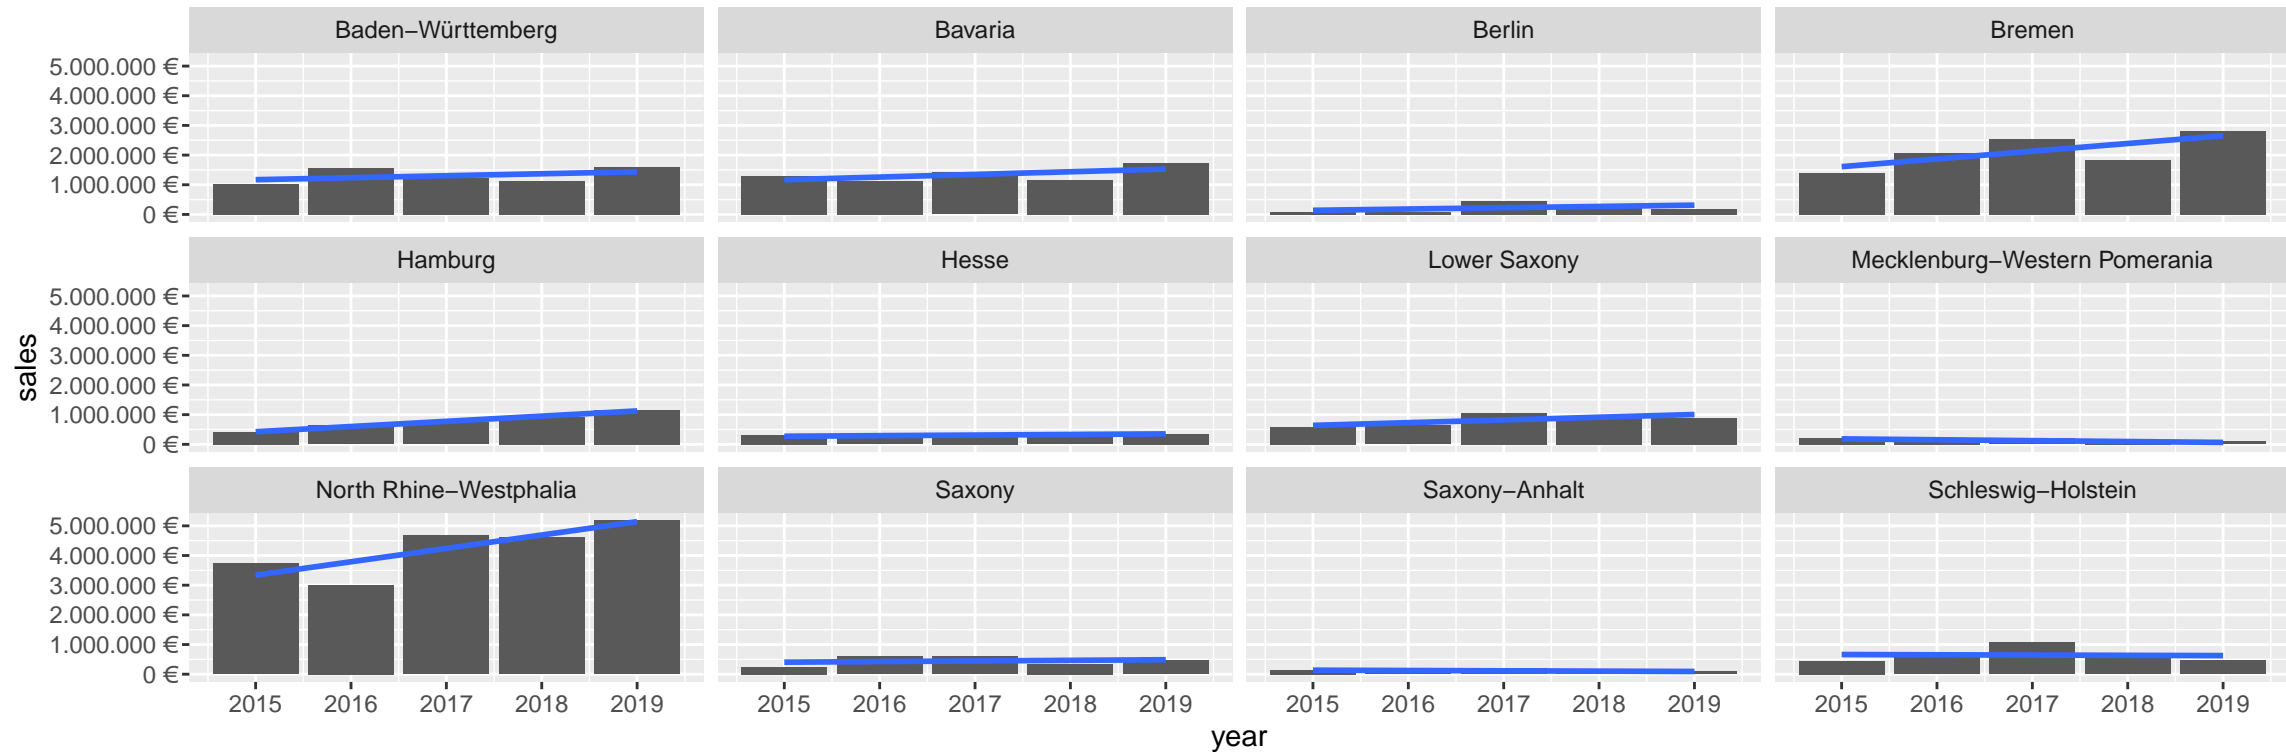 Baden−Württemberg
Bavaria
Berlin
Bremen
5.000.000 €
4.000.000 €
3.000.000 €
2.000.000 €
1.000.000 €
0 €
Hamburg
Hesse
Lower Saxony
Mecklenburg−Western Pomerania
5.000.000 €
4.000.000 €
3.000.000 €
2.000.000 €
1.000.000 €
0 €
sales
North Rhine−Westphalia
Saxony
Saxony−Anhalt
Schleswig−Holstein
5.000.000 €
4.000.000 €
3.000.000 €
2.000.000 €
1.000.000 €
0 €
2015 2016 2017 2018 2019
2015 2016 2017 2018 2019
2015 2016 2017 2018 2019
2015 2016 2017 2018 2019
year